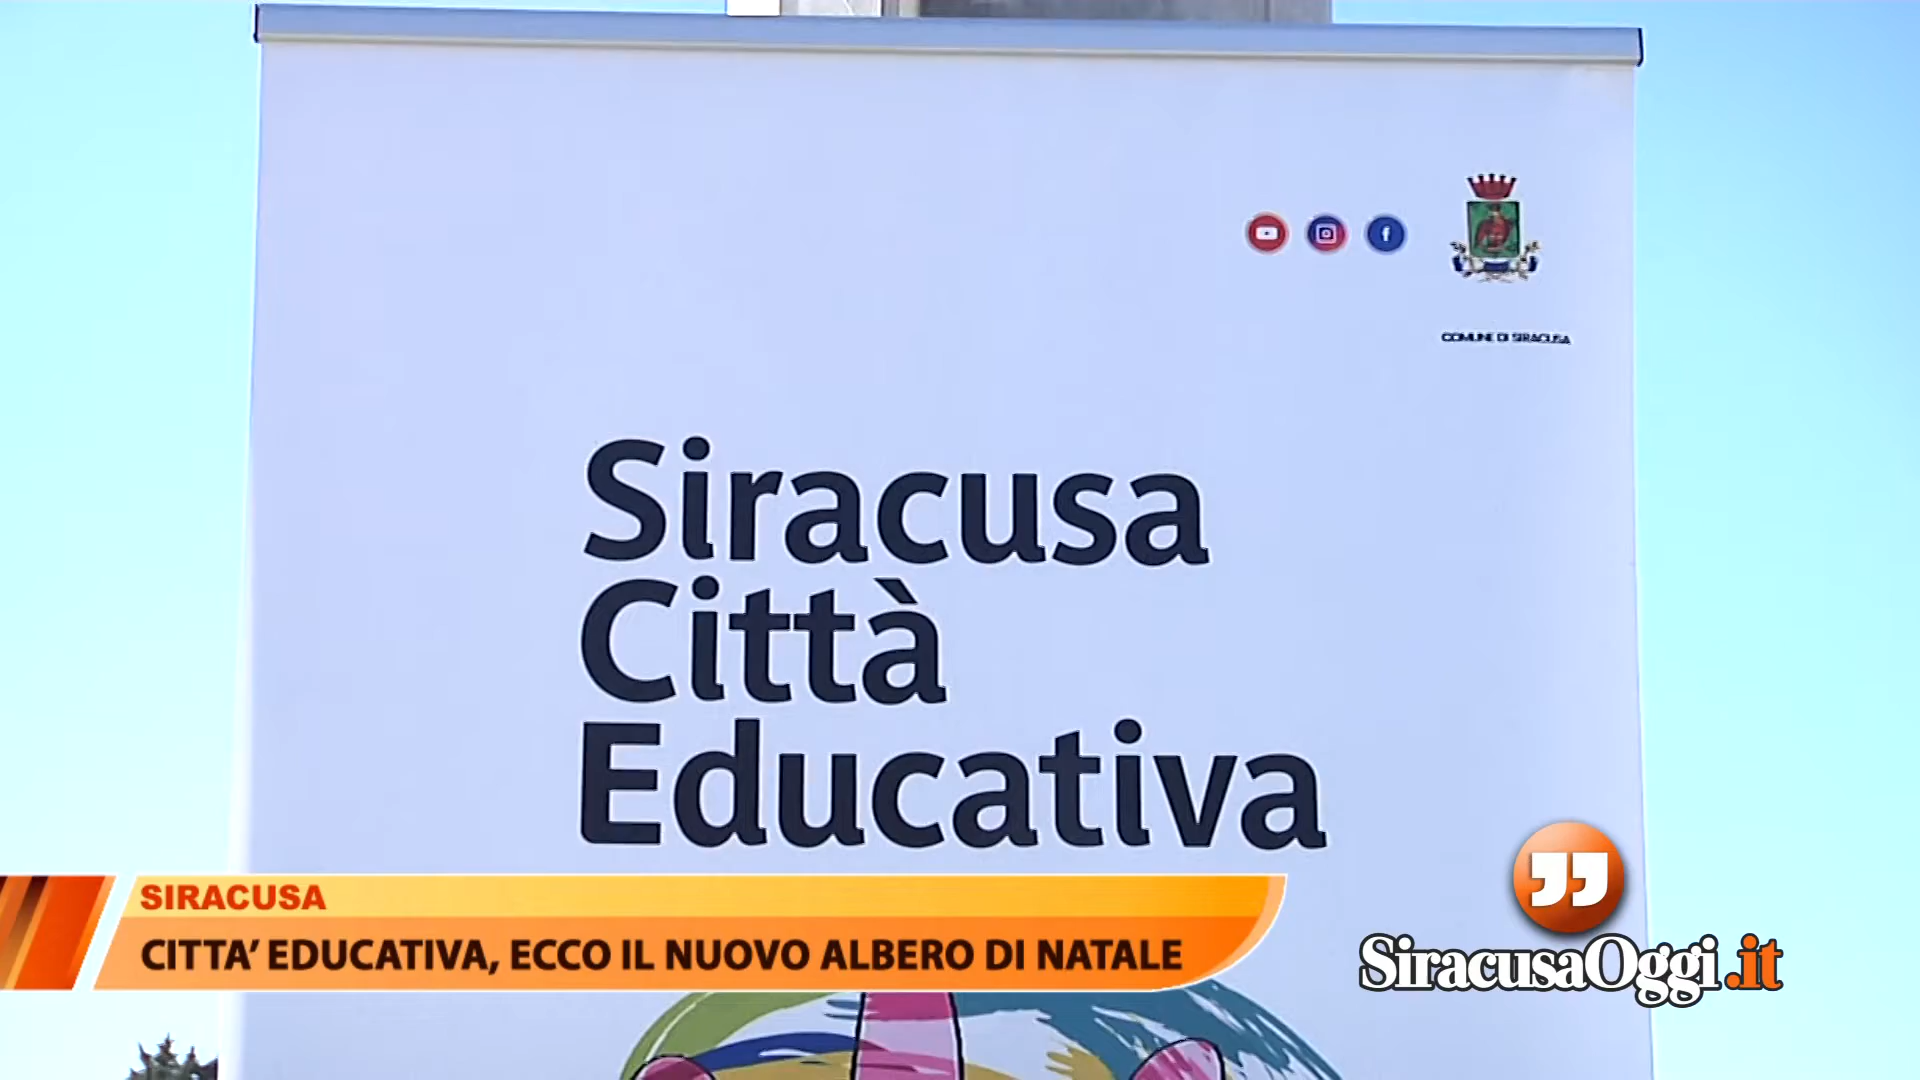 COMUNE DI SIRACUSA
Siracusa
Città
Educativa
SIRACUSA
CITTA’ EDUCATIVA, ECCO IL NUOVO ALBERO DI NATALE
SiracusaOggi.it